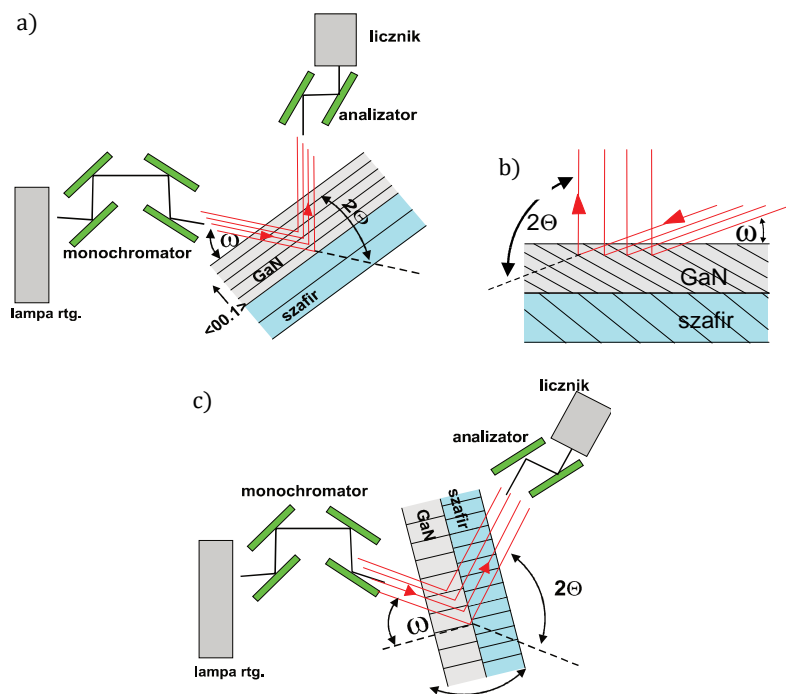 a)
licznik
analizator
monochromator
lampa rtg.
ω
2Θ
GaN
szafir
<00.1>
b)
2Θ
ω
GaN
szafir
c)
licznik
analizator
monochromator
lampa rtg.
GaN
szafir
ω
2Θ